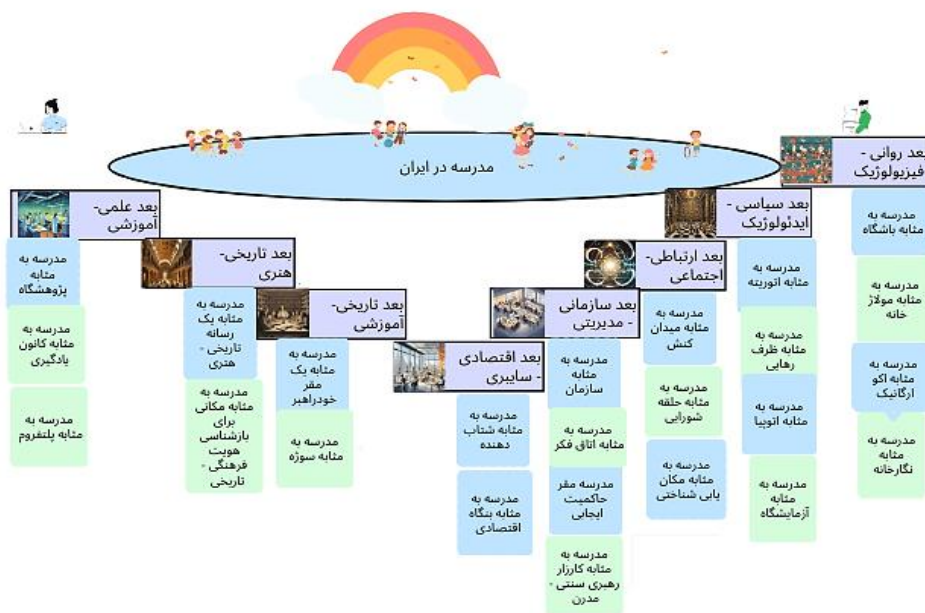 مدرسه در ایران
بعد روانی -
فیزیولوژیک
مدرسه به
مثابه باشگاه
مدرسه به
مثابه مولاژ
خانه
مدرسه به
مثابه اکو
ارگانیک
مدرسه به
مثابه
نگارخانه
بعد سیاسی -
ایدئولوژیک
مدرسه به
مثابه اتوریته
مدرسه به
مثابه ظرف
رهایی
مدرسه به
مثابه اتوپیا
مدرسه به
مثابه
آزمایشگاه
بعد ارتباطی-
اجتماعی
مدرسه به
مثابه میدان
کنش
مدرسه به
مثابه حلقه
شورایی
مدرسه به
مثابه مکان
یابی شناختی
بعد سازمانی
- مدیریتی
مدرسه به
مثابه
سازمان
مدرسه به
مثابه اتاق فکر
مدرسه مقر
حاکمیت
ایجابی
مدرسه به
مثابه کارزار
رهبری سنتی -
مدرن
بعد اقتصادی
- سایبری
مدرسه به
مثابه شتاب
دهنده
مدرسه به
مثابه بنگاه
اقتصادی
بعد تاریخی-
آموزشی
مدرسه به
مثابه یک
مقر
خودراهبر
مدرسه به
مثابه سوژه
بعد تاریخی-
هنری
مدرسه به
مثابه یک
رسانه
تاریخی -
هنری
مدرسه به
مثابه مکانی
برای
بازشناسی
هویت
فرهنگی -
تاریخی
بعد علمی-
آموزشی
مدرسه به
مثابه
پژوهشگاه
مدرسه به
مثابه کانون
یادگیری
مدرسه به
مثابه پلتفروم